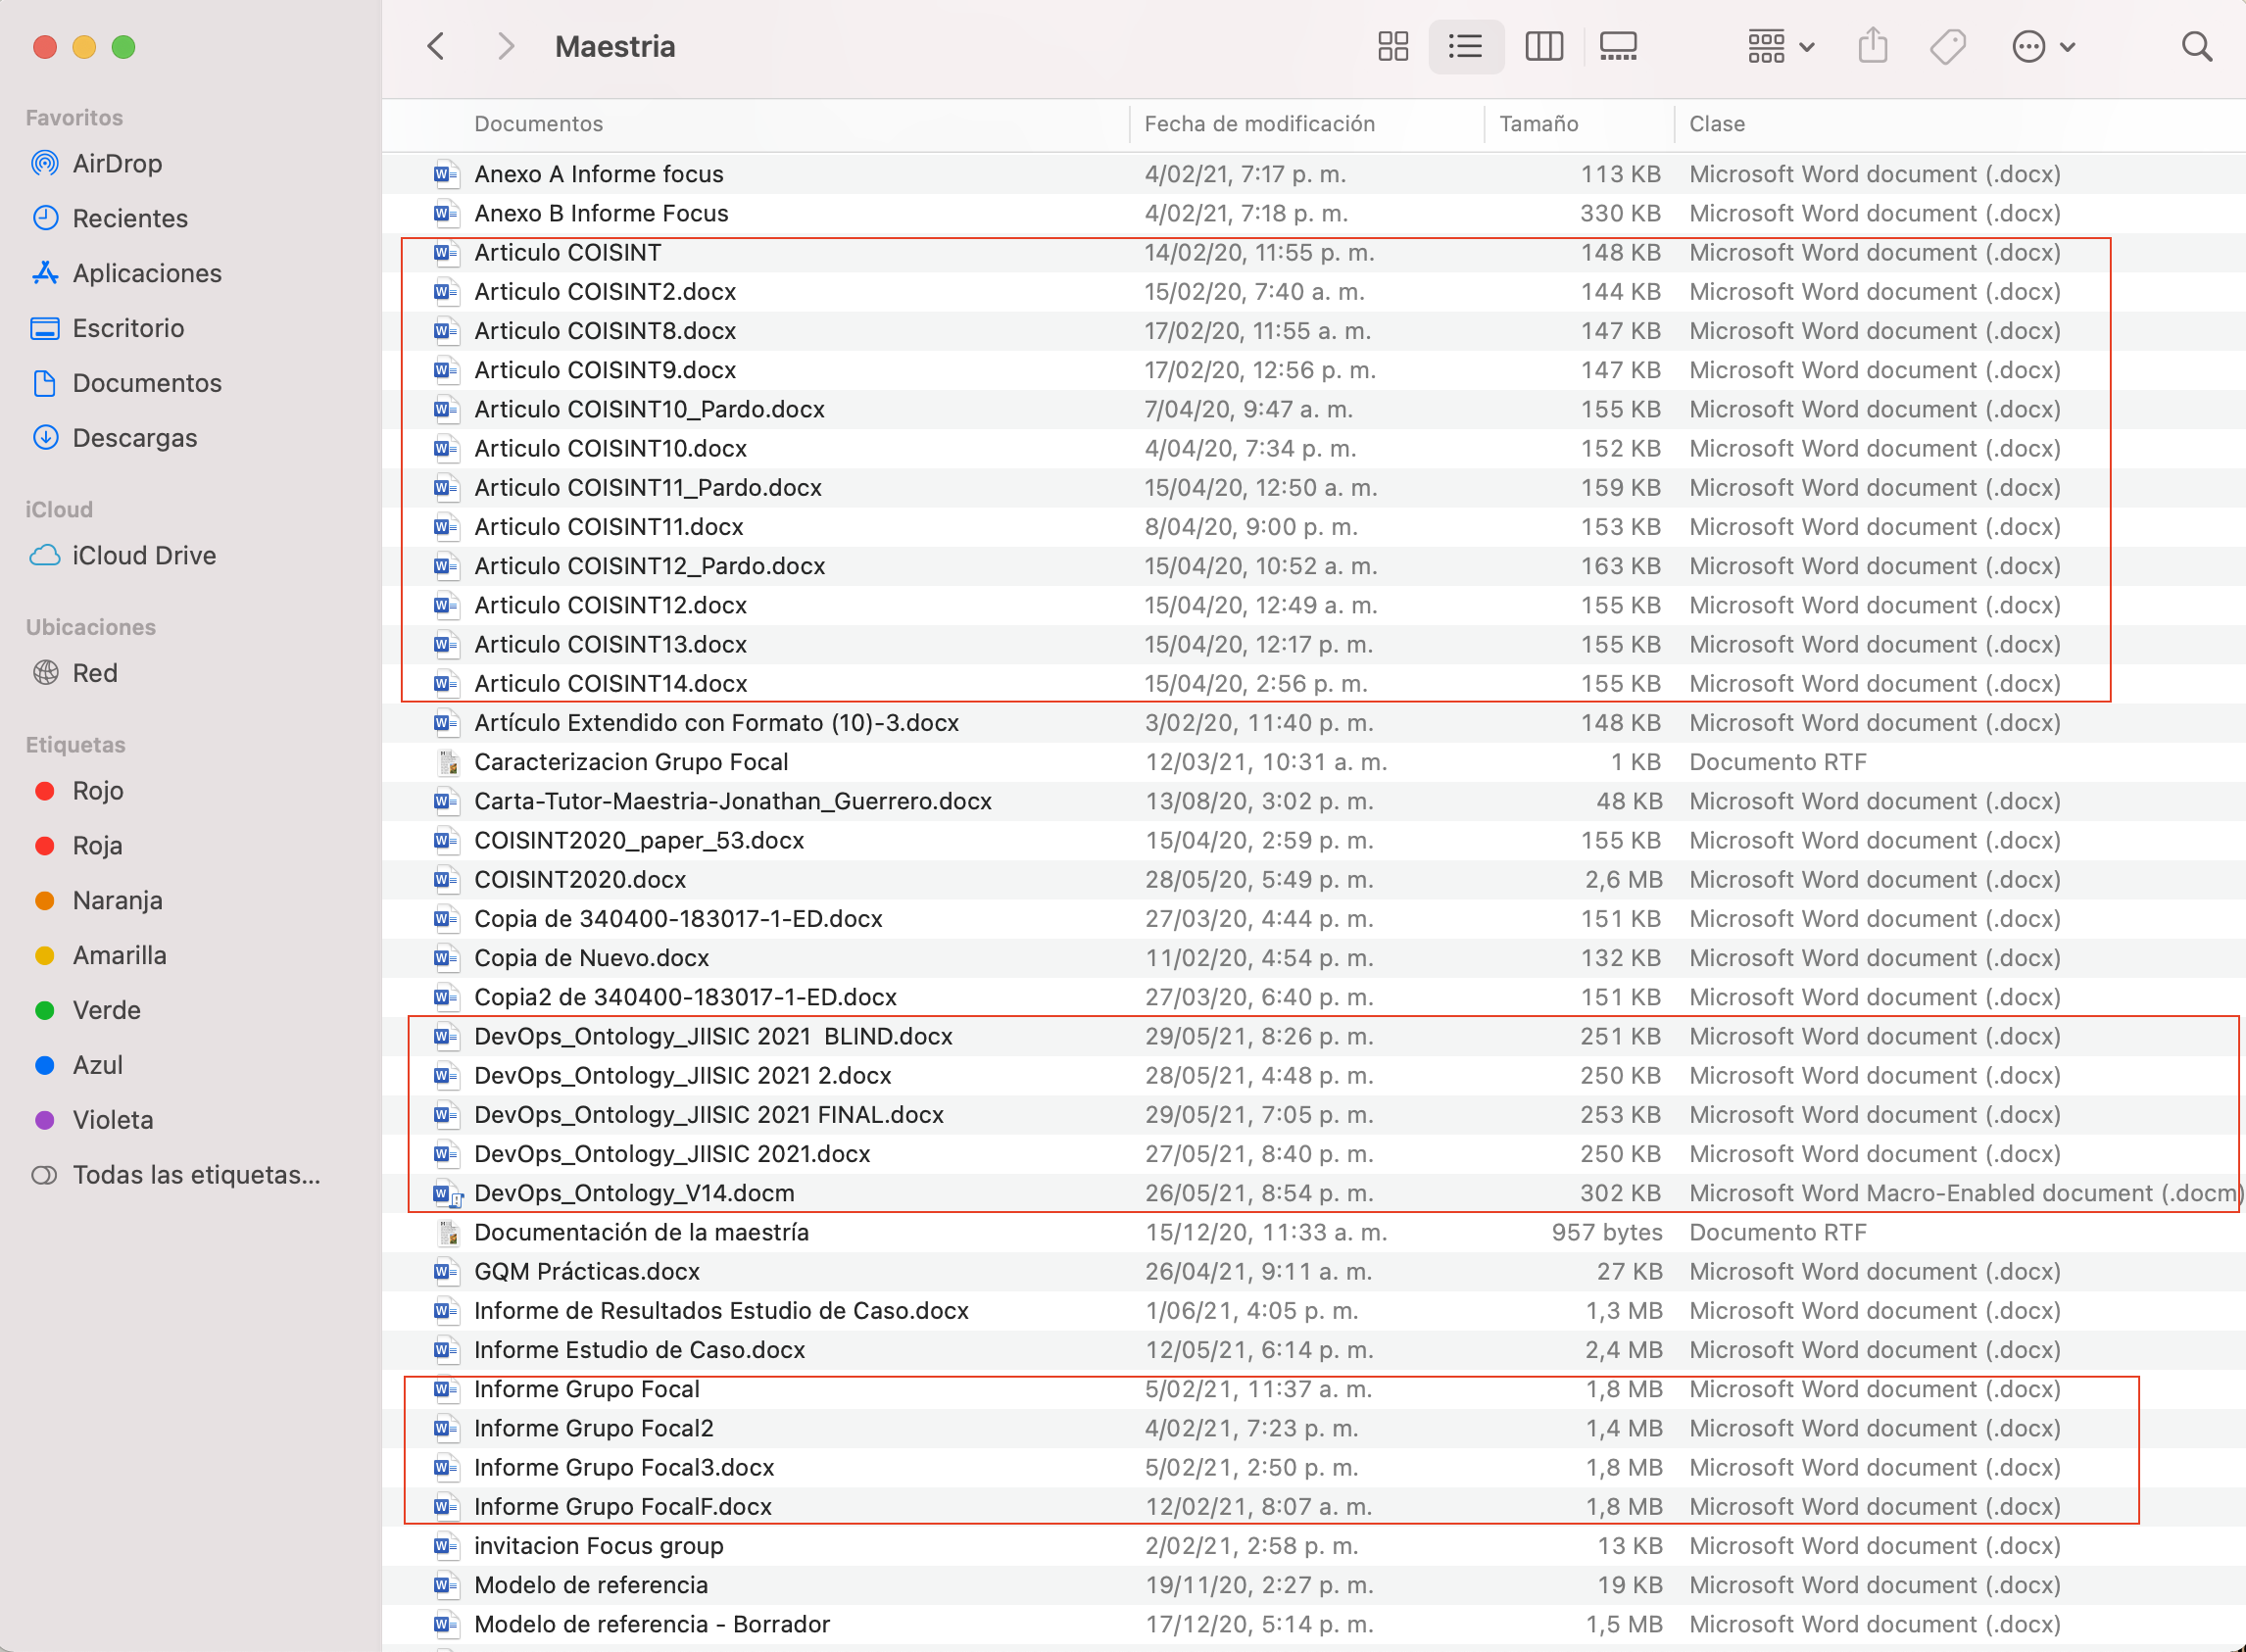 Maestria
Favoritos
AirDrop
Recientes
Aplicaciones
Escritorio
Documentos
Descargas
iCloud
iCloud Drive
Ubicaciones
Red
Etiquetas
Rojo
Roja
Naranja
Amarilla
Verde
Azul
Violeta
Todas las etiquetas...
Documentos Fecha de modificación Tamaño Clase
Anexo A Informe focus 4/02/21, 7:17 p. m. 113 KB Microsoft Word document (.docx)
Anexo B Informe Focus 4/02/21, 7:18 p. m. 330 KB Microsoft Word document (.docx)
Articulo COISINT 14/02/20, 11:55 p. m. 148 KB Microsoft Word document (.docx)
Articulo COISINT2.docx 15/02/20, 7:40 a. m. 144 KB Microsoft Word document (.docx)
Articulo COISINT8.docx 17/02/20, 11:55 a. m. 147 KB Microsoft Word document (.docx)
Articulo COISINT9.docx 17/02/20, 12:56 p. m. 147 KB Microsoft Word document (.docx)
Articulo COISINT10_Pardo.docx 7/04/20, 9:47 a. m. 155 KB Microsoft Word document (.docx)
Articulo COISINT10.docx 4/04/20, 7:34 p. m. 152 KB Microsoft Word document (.docx)
Articulo COISINT11_Pardo.docx 15/04/20, 12:50 a. m. 159 KB Microsoft Word document (.docx)
Articulo COISINT11.docx 8/04/20, 9:00 p. m. 153 KB Microsoft Word document (.docx)
Articulo COISINT12_Pardo.docx 15/04/20, 10:52 a. m. 163 KB Microsoft Word document (.docx)
Articulo COISINT12.docx 15/04/20, 12:49 a. m. 155 KB Microsoft Word document (.docx)
Articulo COISINT13.docx 15/04/20, 12:17 p. m. 155 KB Microsoft Word document (.docx)
Articulo COISINT14.docx 15/04/20, 2:56 p. m. 155 KB Microsoft Word document (.docx)
Artículo Extendido con Formato (10)-3.docx 3/02/20, 11:40 p. m. 148 KB Microsoft Word document (.docx)
Caracterizacion Grupo Focal 12/03/21, 10:31 a. m. 1 KB Documento RTF
Carta-Tutor-Maestria-Jonathan_Guerrero.docx 13/08/20, 3:02 p. m. 48 KB Microsoft Word document (.docx)
COISINT2020_paper_53.docx 15/04/20, 2:59 p. m. 155 KB Microsoft Word document (.docx)
COISINT2020.docx 28/05/20, 5:49 p. m. 2,6 MB Microsoft Word document (.docx)
Copia de 340400-183017-1-ED.docx 27/03/20, 4:44 p. m. 151 KB Microsoft Word document (.docx)
Copia de Nuevo.docx 11/02/20, 4:54 p. m. 132 KB Microsoft Word document (.docx)
Copia2 de 340400-183017-1-ED.docx 27/03/20, 6:40 p. m. 151 KB Microsoft Word document (.docx)
DevOps_Ontology_JIISIC 2021  BLIND.docx 29/05/21, 8:26 p. m. 251 KB Microsoft Word document (.docx)
DevOps_Ontology_JIISIC 2021 2.docx 28/05/21, 4:48 p. m. 250 KB Microsoft Word document (.docx)
DevOps_Ontology_JIISIC 2021 FINAL.docx 29/05/21, 7:05 p. m. 253 KB Microsoft Word document (.docx)
DevOps_Ontology_JIISIC 2021.docx 27/05/21, 8:40 p. m. 250 KB Microsoft Word document (.docx)
DevOps_Ontology_V14.docm 26/05/21, 8:54 p. m. 302 KB Microsoft Word Macro-Enabled document (.docm)
Documentación de la maestría 15/12/20, 11:33 a. m. 957 bytes Documento RTF
GQM Prácticas.docx 26/04/21, 9:11 a. m. 27 KB Microsoft Word document (.docx)
Informe de Resultados Estudio de Caso.docx 1/06/21, 4:05 p. m. 1,3 MB Microsoft Word document (.docx)
Informe Estudio de Caso.docx 12/05/21, 6:14 p. m. 2,4 MB Microsoft Word document (.docx)
Informe Grupo Focal 5/02/21, 11:37 a. m. 1,8 MB Microsoft Word document (.docx)
Informe Grupo Focal2 4/02/21, 7:23 p. m. 1,4 MB Microsoft Word document (.docx)
Informe Grupo Focal3.docx 5/02/21, 2:50 p. m. 1,8 MB Microsoft Word document (.docx)
Informe Grupo FocalF.docx 12/02/21, 8:07 a. m. 1,8 MB Microsoft Word document (.docx)
invitacion Focus group 2/02/21, 2:58 p. m. 13 KB Microsoft Word document (.docx)
Modelo de referencia 19/11/20, 2:27 p. m. 19 KB Microsoft Word document (.docx)
Modelo de referencia - Borrador 17/12/20, 5:14 p. m. 1,5 MB Microsoft Word document (.docx)